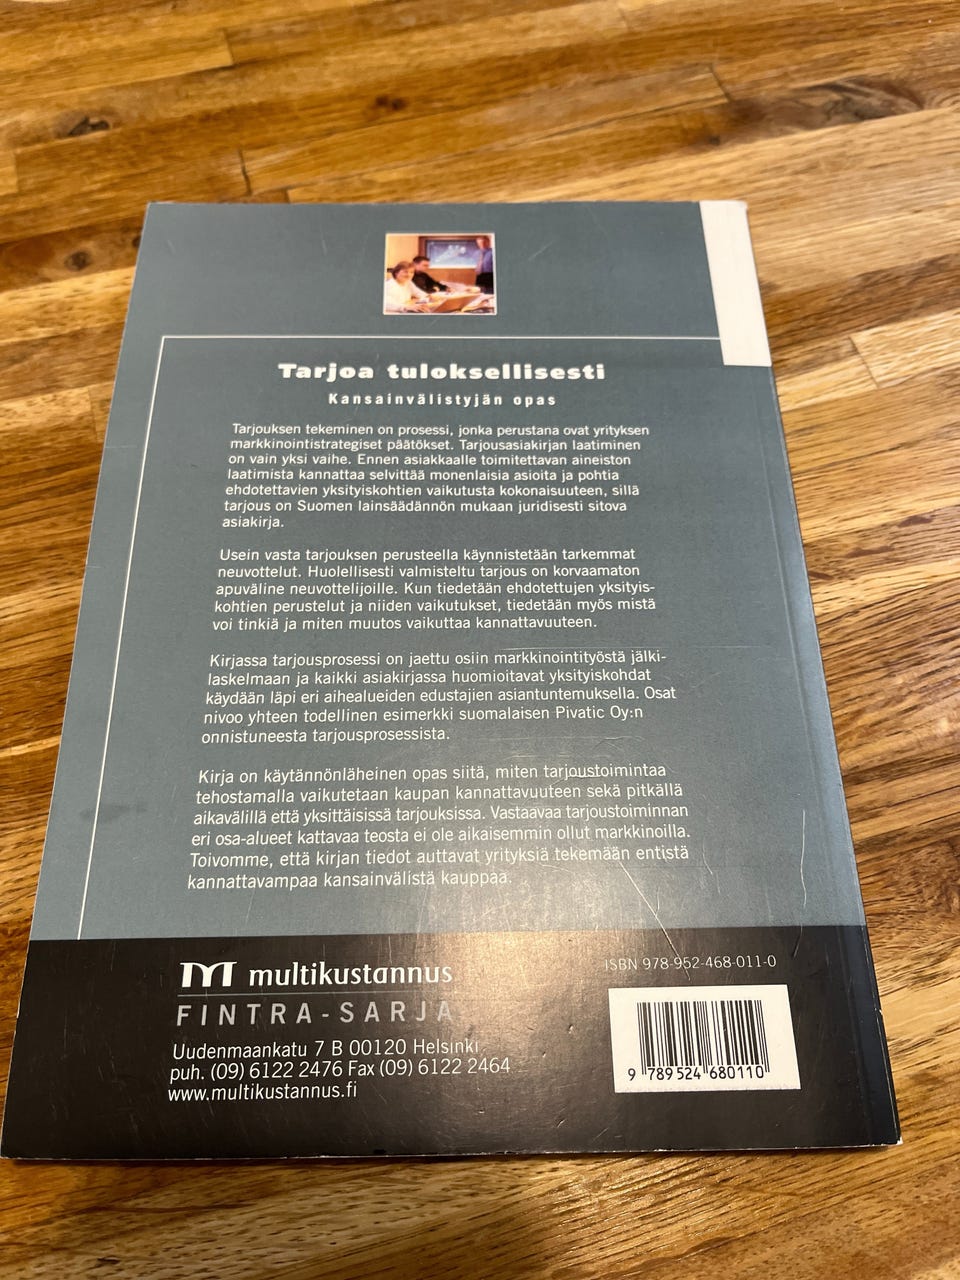 Tarjoa tuloksellisesti
Kansainvälistyjän opas
Tarjouksen tekeminen on prosessi, jonka perustana ovat yrityksen
markkinointistrategiset päätökset. Tarjousasiakirjan laatiminen
on vain yksi vaihe. Ennen asiakkaalle toimitettavan aineiston
laatimista kannattaa selvittää monenlaisia asioita ja pohtia
ehdotettavien yksityiskohtien vaikutusta kokonaisuuteen, sillä
tarjous on Suomen lainsäädännön mukaan juridisesti sitova
asiakirja.
Usein vasta tarjouksen perusteella käynnistetään tarkemmat
neuvottelut. Huolellisesti valmisteltu tarjous on korvaamaton
apuväline neuvottelijoille. Kun tiedetään ehdotettujen yksityis-
kohtien perustelut ja niiden vaikutukset, tiedetään myös mistä
voi tinkiä ja miten muutos vaikuttaa kannattavuuteen.
Kirjassa tarjousprosessi on jaettu osiin markkinointityöstä jälki-
laskelmaan ja kaikki asiakirjassa huomioitavat yksityiskohdat
käydään läpi eri aihealueiden edustajien asiantuntemuksella. Osat
nivoo yhteen todellinen esimerkki suomalaisen Pivatic Oy:n
onnistuneesta tarjousprosessista.
Kirja on käytännönläheinen opas siitä, miten tarjoustoimintaa
tehostamalla vaikutetaan kaupan kannattavuuteen sekä pitkällä
aikavälillä että yksittäisissä tarjouksissa. Vastaavaa tarjoustoiminnan
eri osa-alueet kattavaa teosta ei ole aikaisemmin ollut markkinoilla.
Toivomme, että kirjan tiedot auttavat yrityksiä tekemään entistä
kannattavampaa kansainvälistä kauppaa.
multikustannus
FINTRA-SARJA
Uudenmaankatu 7 B 00120 Helsinki
puh. (09) 6122 2476 Fax (09) 6122 2464
www.multikustannus.fi
ISBN 978-952-468-011-0
9 789524 680110